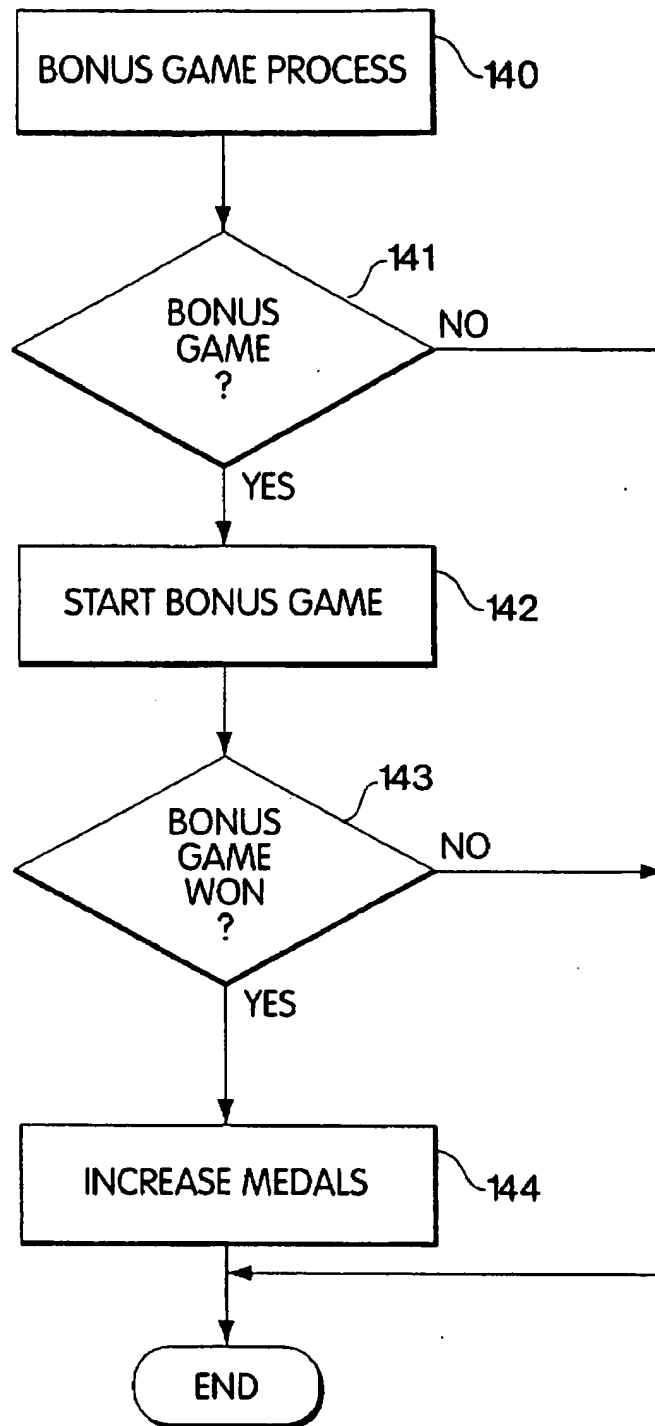 BONUS GAME PROCESS
140
141
BONUS
GAME
?
NO
YES
START BONUS GAME
142
143
BONUS
GAME
WON
?
NO
YES
INCREASE MEDALS
144
END